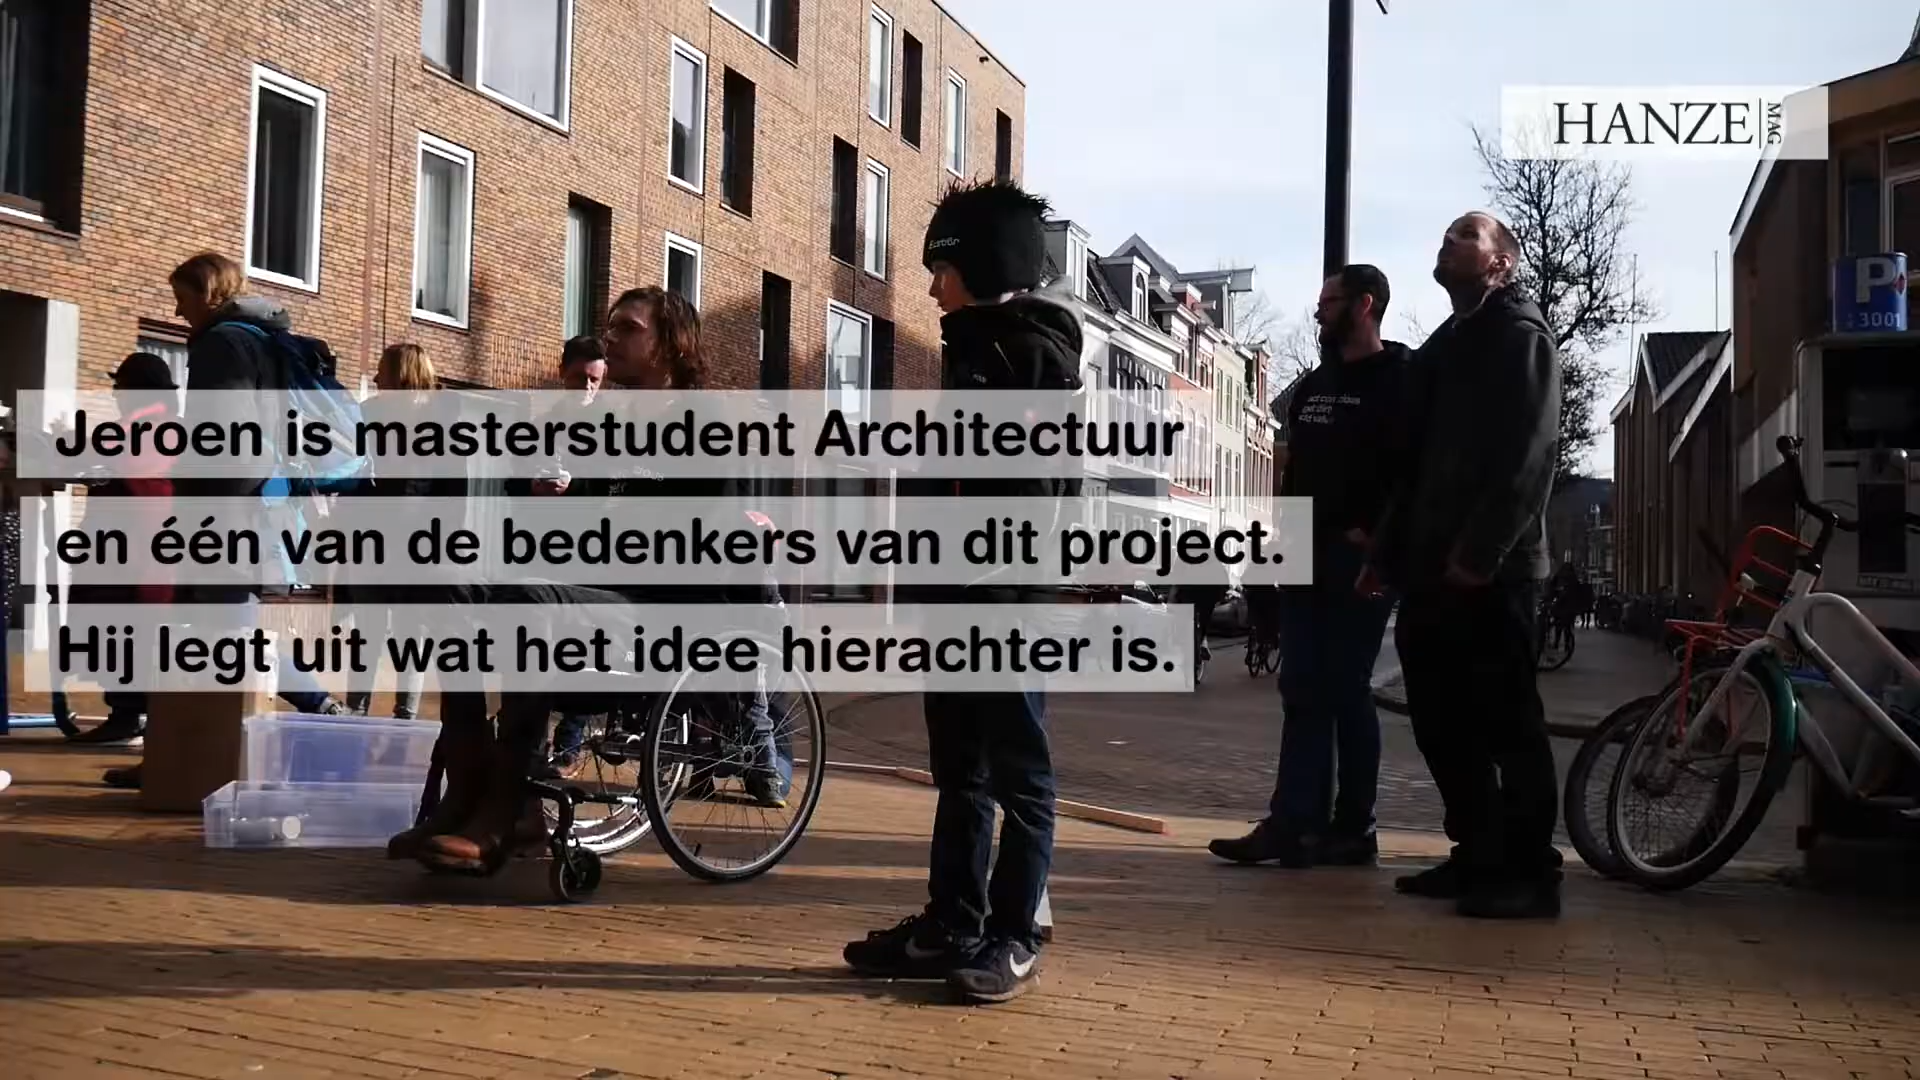 HANZE MAG
P
3001
Jeroen is masterstudent Architectuur
en één van de bedenkers van dit project.
Hij legt uit wat het idee hierachter is.